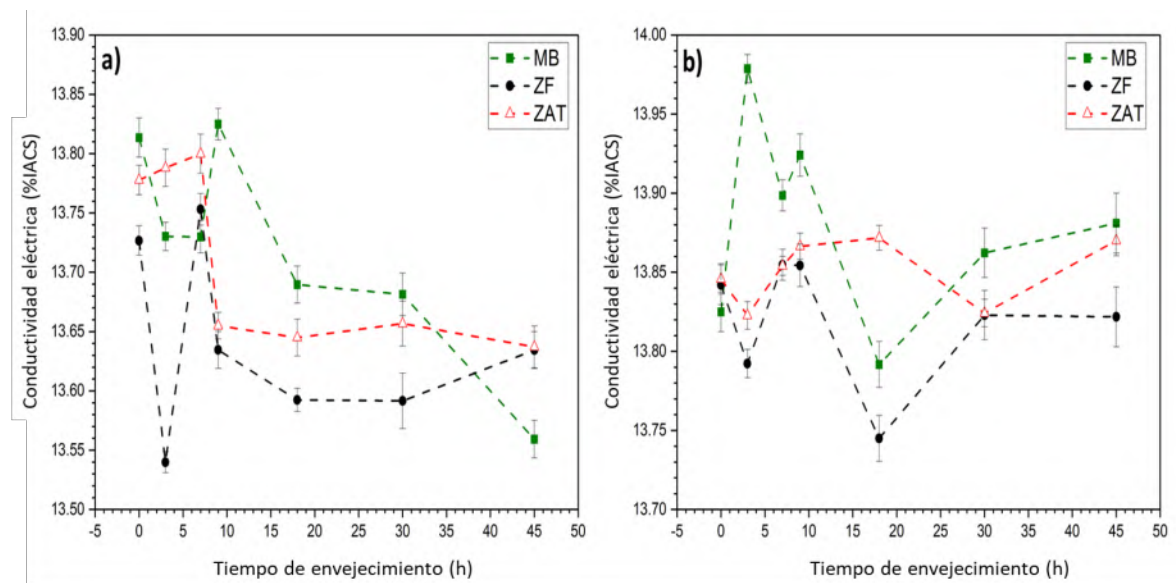 a)
MB
ZF
ZAT
13.90
13.85
13.80
13.75
13.70
13.65
13.60
13.55
13.50
Conductividad eléctrica (%IACS)
-5 0 5 10 15 20 25 30 35 40 45 50
Tiempo de envejecimiento (h)
b)
MB
ZF
ZAT
14.00
13.95
13.90
13.85
13.80
13.75
13.70
Conductividad eléctrica (%IACS)
-5 0 5 10 15 20 25 30 35 40 45 50
Tiempo de envejecimiento (h)